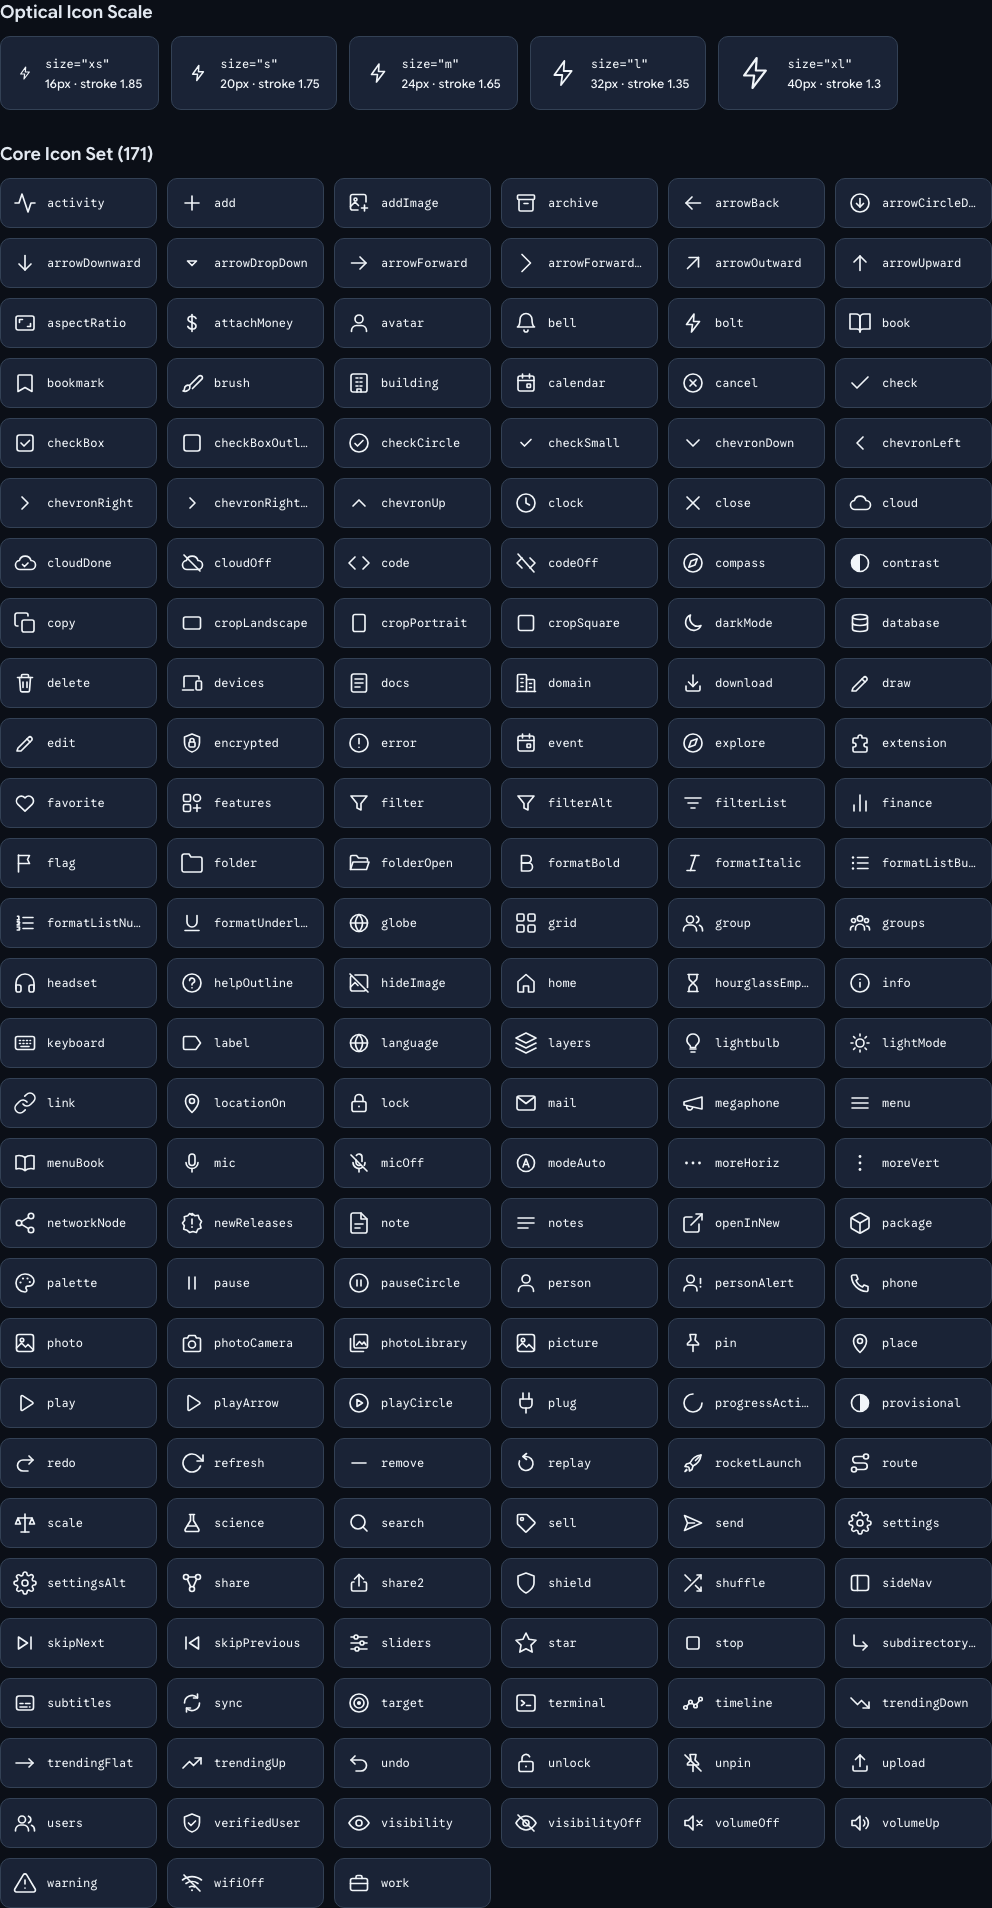 Optical Icon Scale
size="xs"
16px · stroke 1.85
size="s"
20px · stroke 1.75
size="m"
24px · stroke 1.65
size="l"
32px · stroke 1.35
size="xl"
40px · stroke 1.3
Core Icon Set (171)
activity
add
addImage
archive
arrowBack
arrowCircleD…
arrowDownward
arrowDropDown
arrowForward
arrowForward…
arrowOutward
arrowUpward
aspectRatio
attachMoney
avatar
bell
bolt
book
bookmark
brush
building
calendar
cancel
check
checkBox
checkBoxOutl…
checkCircle
checkSmall
chevronDown
chevronLeft
chevronRight
chevronRight…
chevronUp
clock
close
cloud
cloudDone
cloudOff
code
codeOff
compass
contrast
copy
cropLandscape
cropPortrait
cropSquare
darkMode
database
delete
devices
docs
domain
download
draw
edit
encrypted
error
event
explore
extension
favorite
features
filter
filterAlt
filterList
finance
flag
folder
folderOpen
formatBold
formatItalic
formatListBu…
formatListNu…
formatUnderl…
globe
grid
group
groups
headset
helpOutline
hideImage
home
hourglassEmp…
info
keyboard
label
language
layers
lightbulb
lightMode
link
locationOn
lock
mail
megaphone
menu
menuBook
mic
micOff
modeAuto
moreHoriz
moreVert
networkNode
newReleases
note
notes
openInNew
package
palette
pause
pauseCircle
person
personAlert
phone
photo
photoCamera
photoLibrary
picture
pin
place
play
playArrow
playCircle
plug
progressActi…
provisional
redo
refresh
remove
replay
rocketLaunch
route
scale
science
search
sell
send
settings
settingsAlt
share
share2
shield
shuffle
sideNav
skipNext
skipPrevious
sliders
star
stop
subdirectory…
subtitles
sync
target
terminal
timeline
trendingDown
trendingFlat
trendingUp
undo
unlock
unpin
upload
users
verifiedUser
visibility
visibilityOff
volumeOff
volumeUp
warning
wifiOff
work